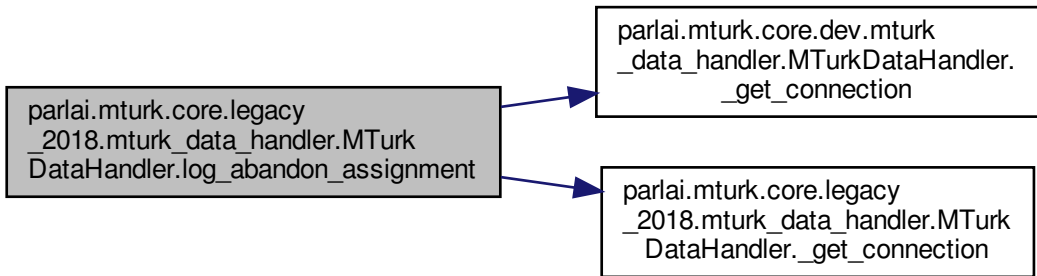 parlai.mturk.core.legacy
_2018.mturk_data_handler.MTurk
DataHandler.log_abandon_assignment
parlai.mturk.core.dev.mturk
_data_handler.MTurkDataHandler.
_get_connection
parlai.mturk.core.legacy
_2018.mturk_data_handler.MTurk
DataHandler._get_connection